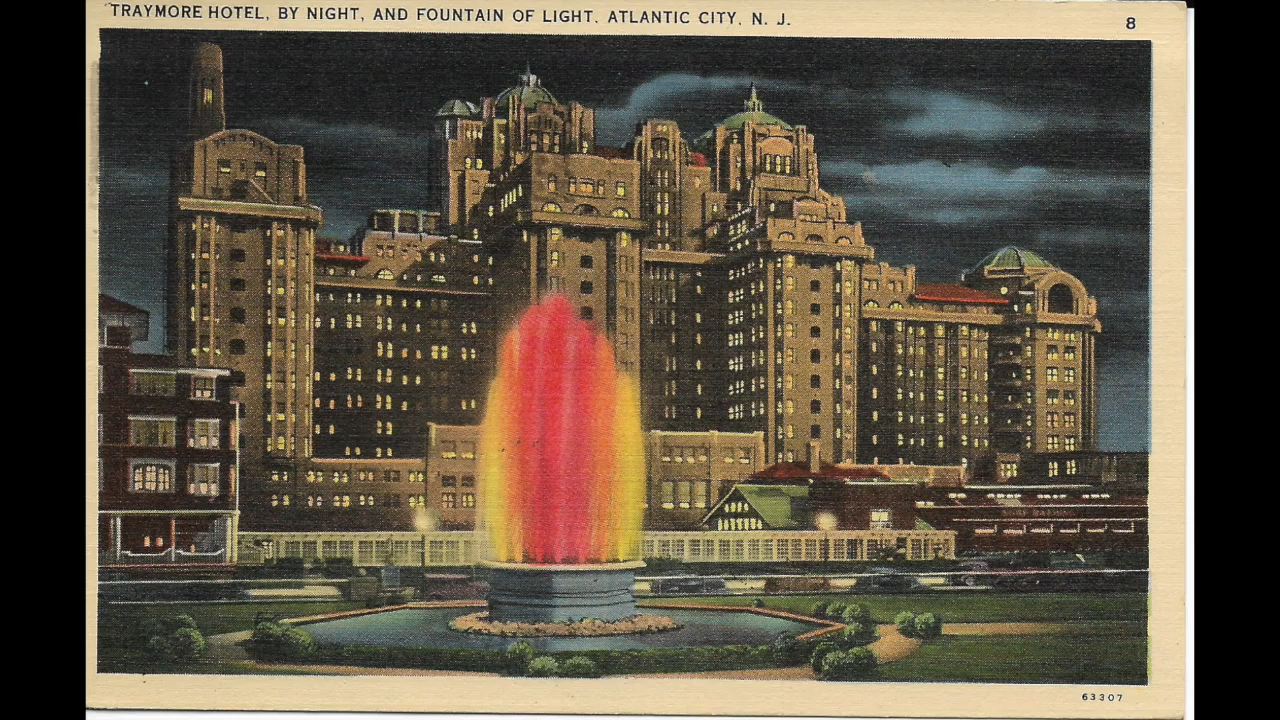 TRAYMORE HOTEL, BY NIGHT, AND FOUNTAIN OF LIGHT, ATLANTIC CITY, N. J.
8
63307